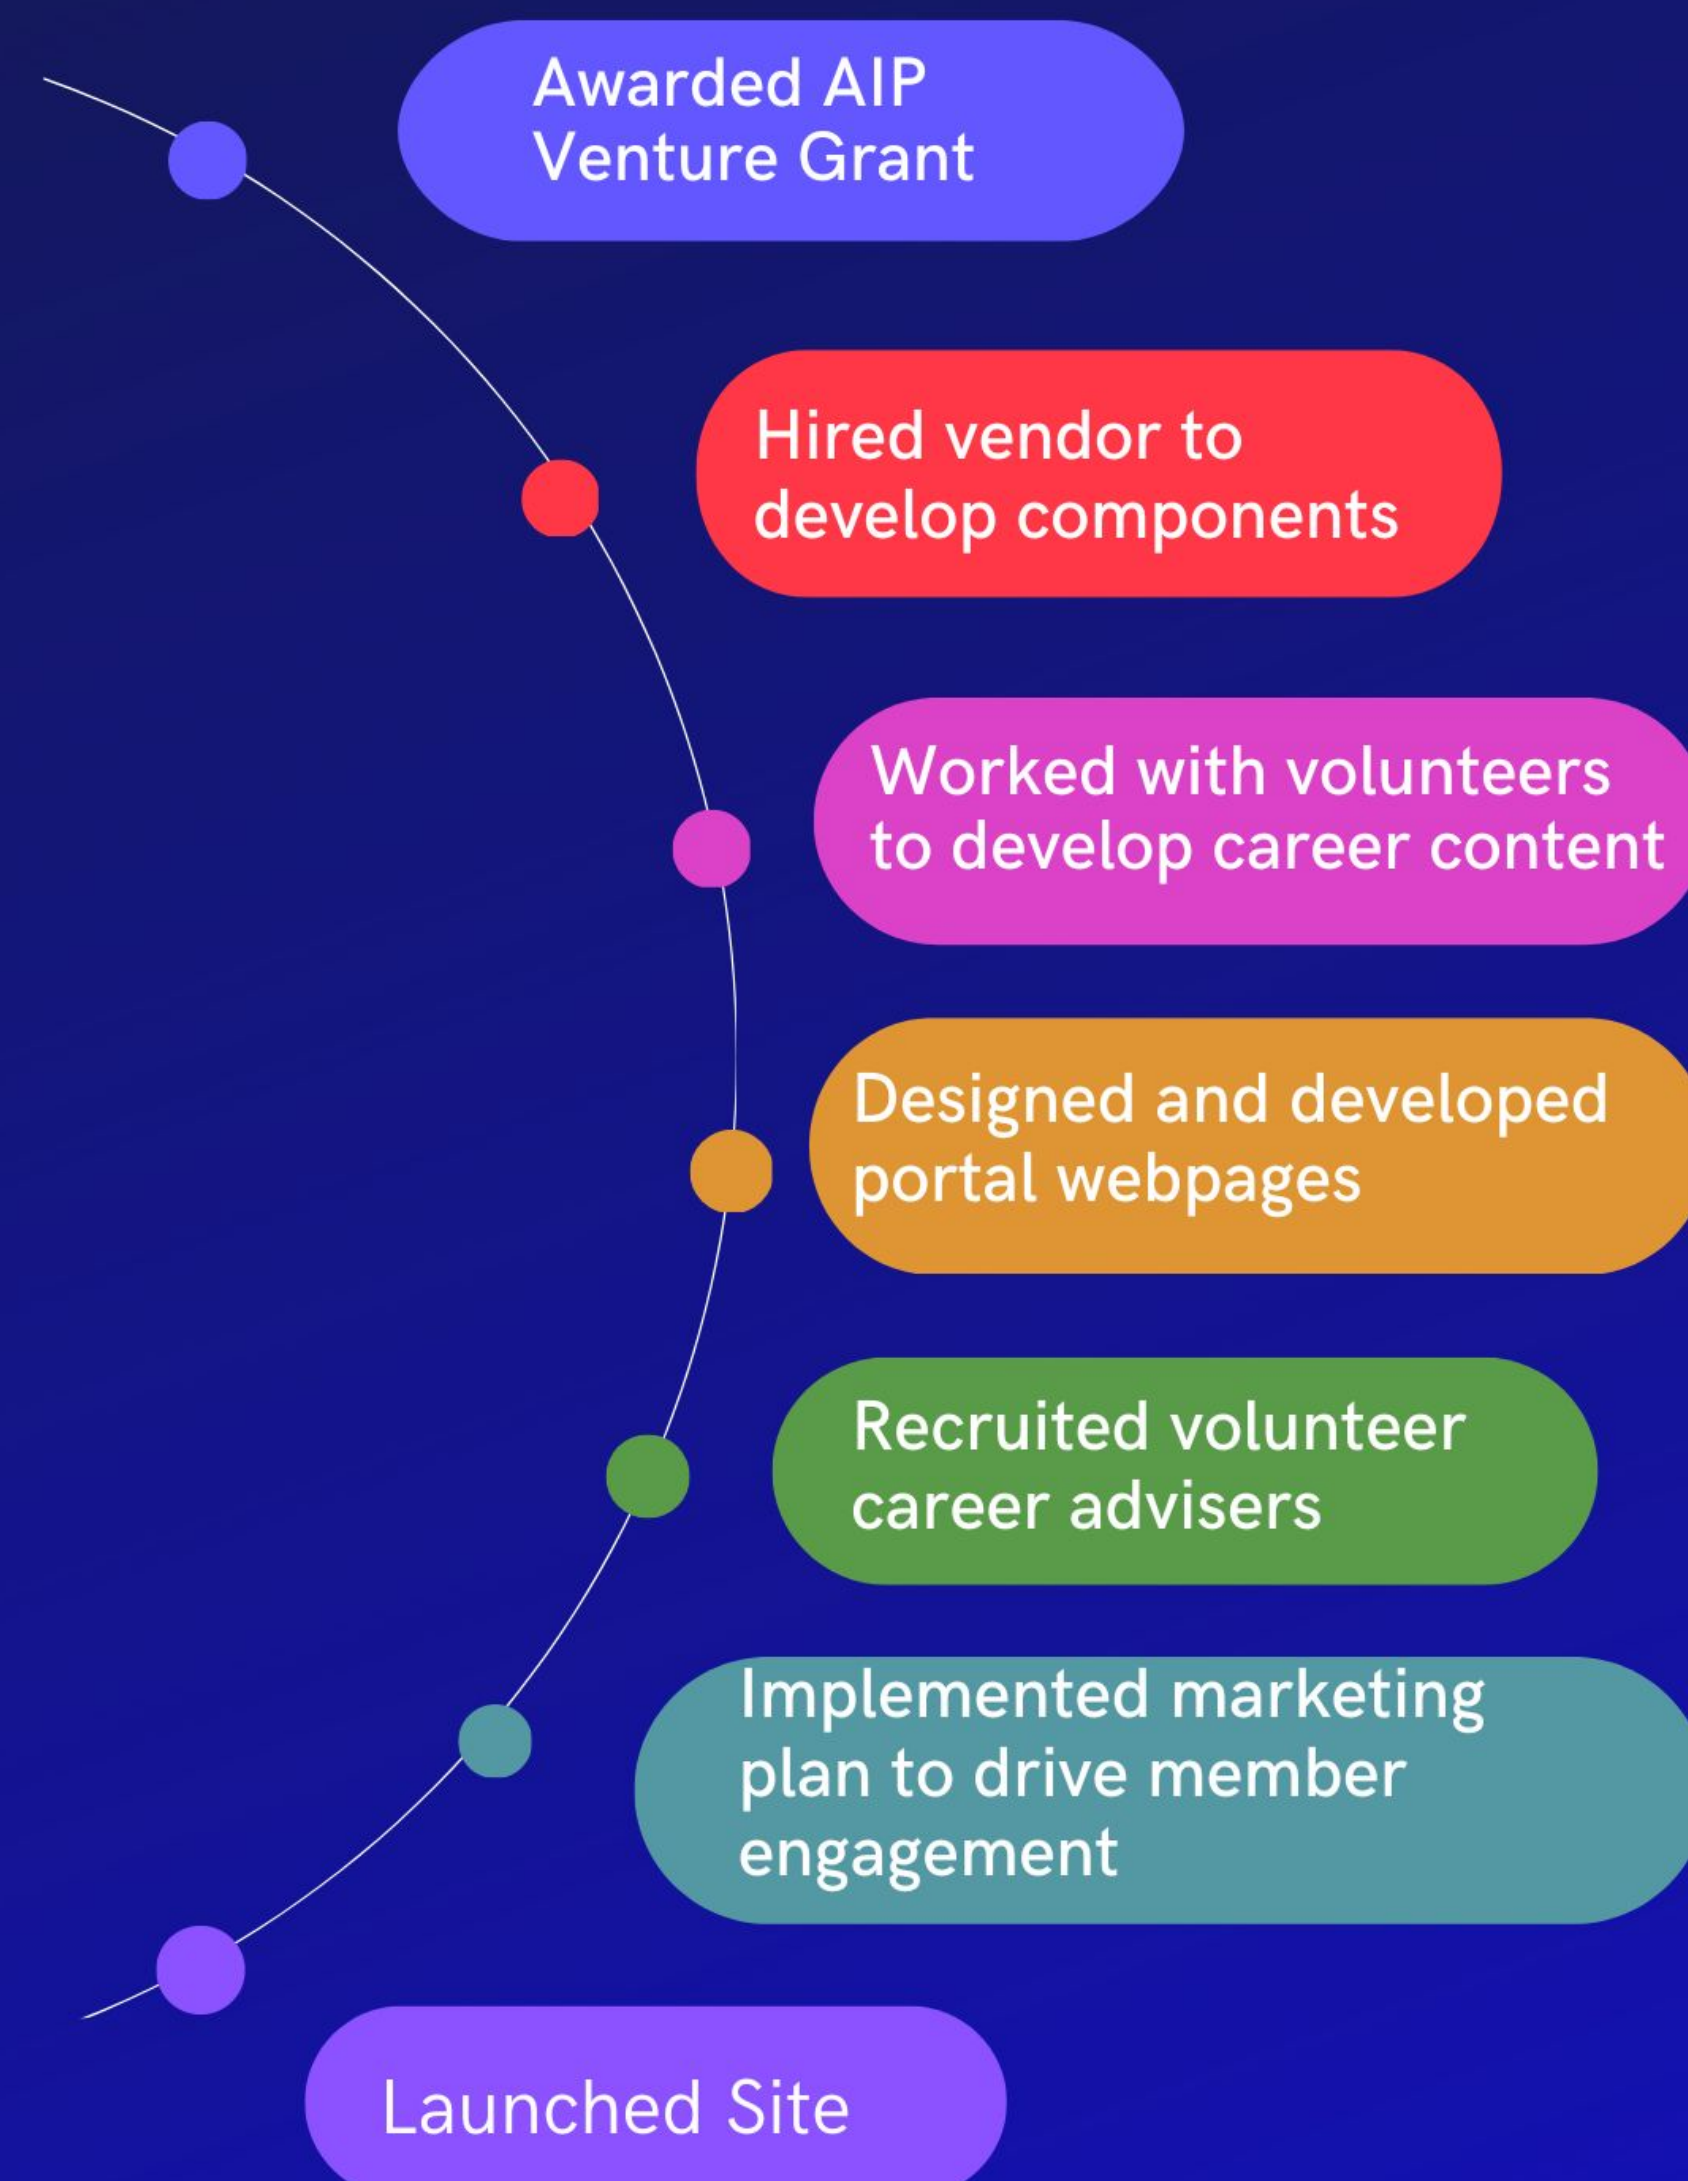 Awarded AIP
Venture Grant
Hired vendor to
develop components
Worked with volunteers
to develop career content
Designed and developed
portal webpages
Recruited volunteer
career advisers
Implemented marketing
plan to drive member
engagement
Launched Site